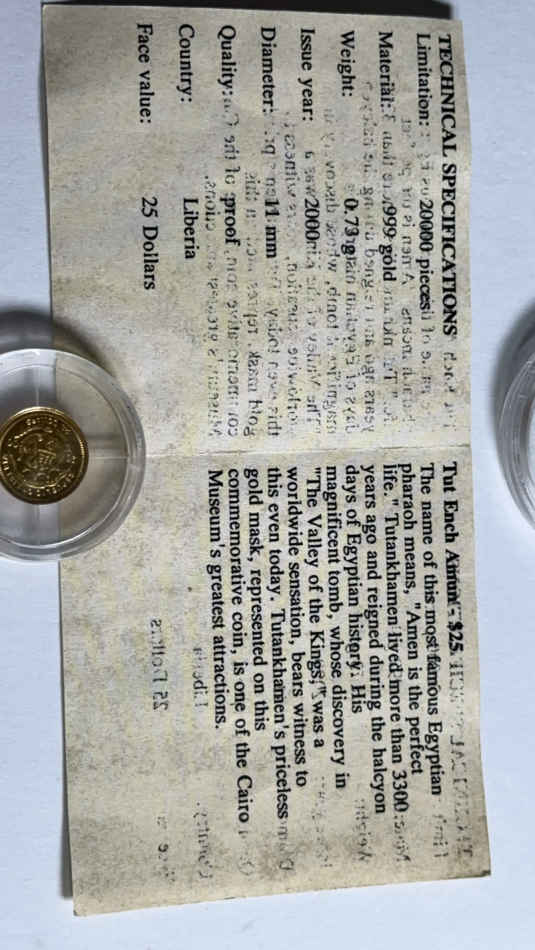 TECHNICAL SPECIFICATIONS
Limitation: 20000 pieces
Material: 999 gold
Weight: 0.73 g
Issue year: 2000
Diameter: 11 mm
Quality: proof
Country: Liberia
Face value: 25 Dollars
Tut Ench Amun - $25
The name of this most famous Egyptian
pharaoh means, "Amen is the perfect
life." Tutankhamen lived more than 3300
years ago and reigned during the halcyon
days of Egyptian history. His
magnificent tomb, whose discovery in
"The Valley of the Kings," was a
worldwide sensation, bears witness to
this even today. Tutankhamen's priceless
gold mask, represented on this
commemorative coin, is one of the Cairo
Museum's greatest attractions.